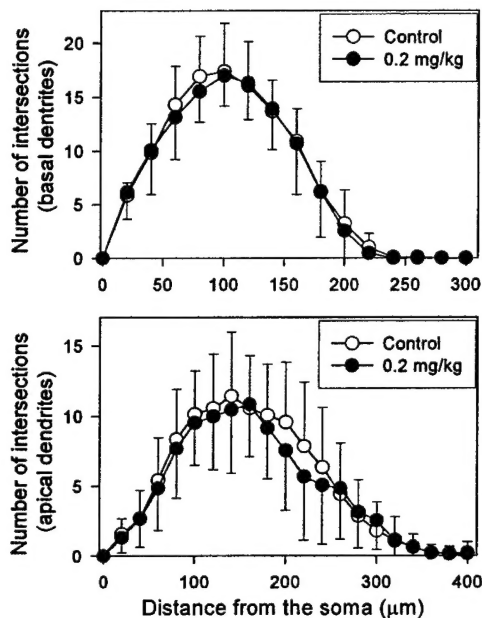 Number of intersections
(basal dentrites)
20
15
10
5
0
Control
0.2 mg/kg
0 50 100 150 200 250 300
Number of intersections
(apical dendrites)
15
10
5
0
Control
0.2 mg/kg
0 100 200 300 400
Distance from the soma (μm)